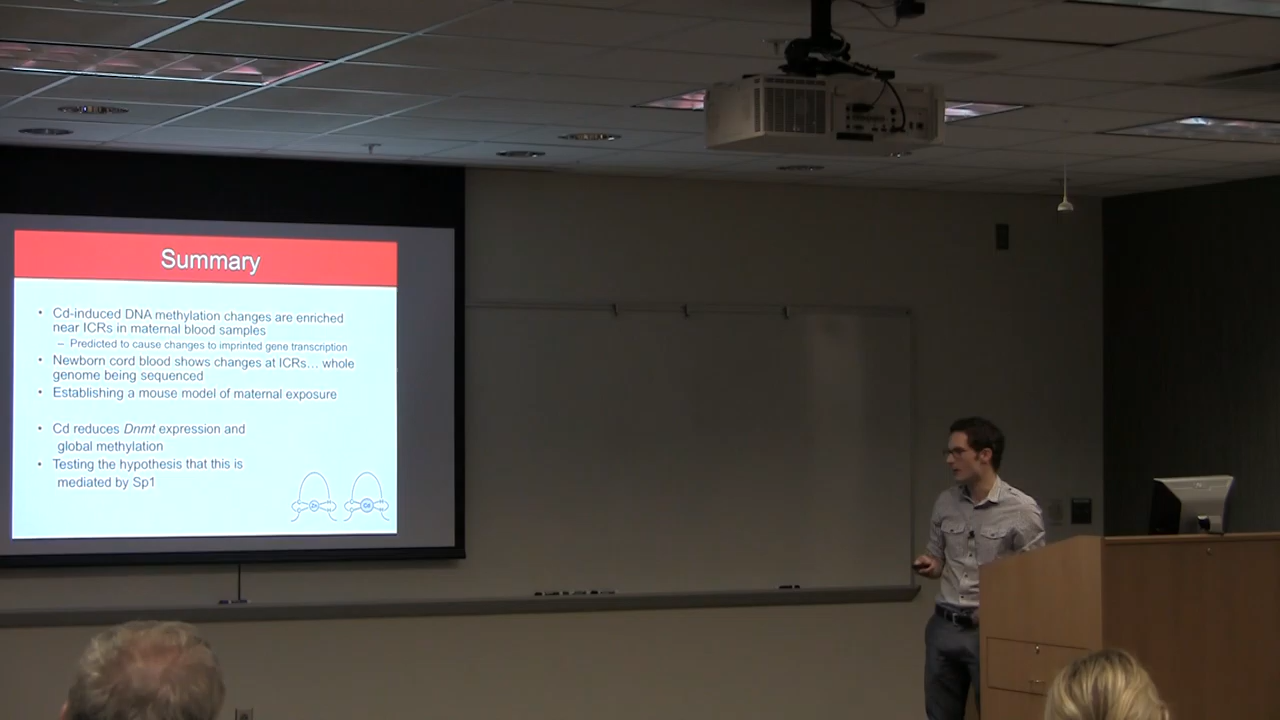 Summary
• Cd-induced DNA methylation changes are enriched
near ICRs in maternal blood samples
– Predicted to cause changes to imprinted gene transcription
• Newborn cord blood shows changes at ICRs… whole
genome being sequenced
• Establishing a mouse model of maternal exposure
• Cd reduces Dnmt expression and
global methylation
• Testing the hypothesis that this is
mediated by Sp1
Zn Cd